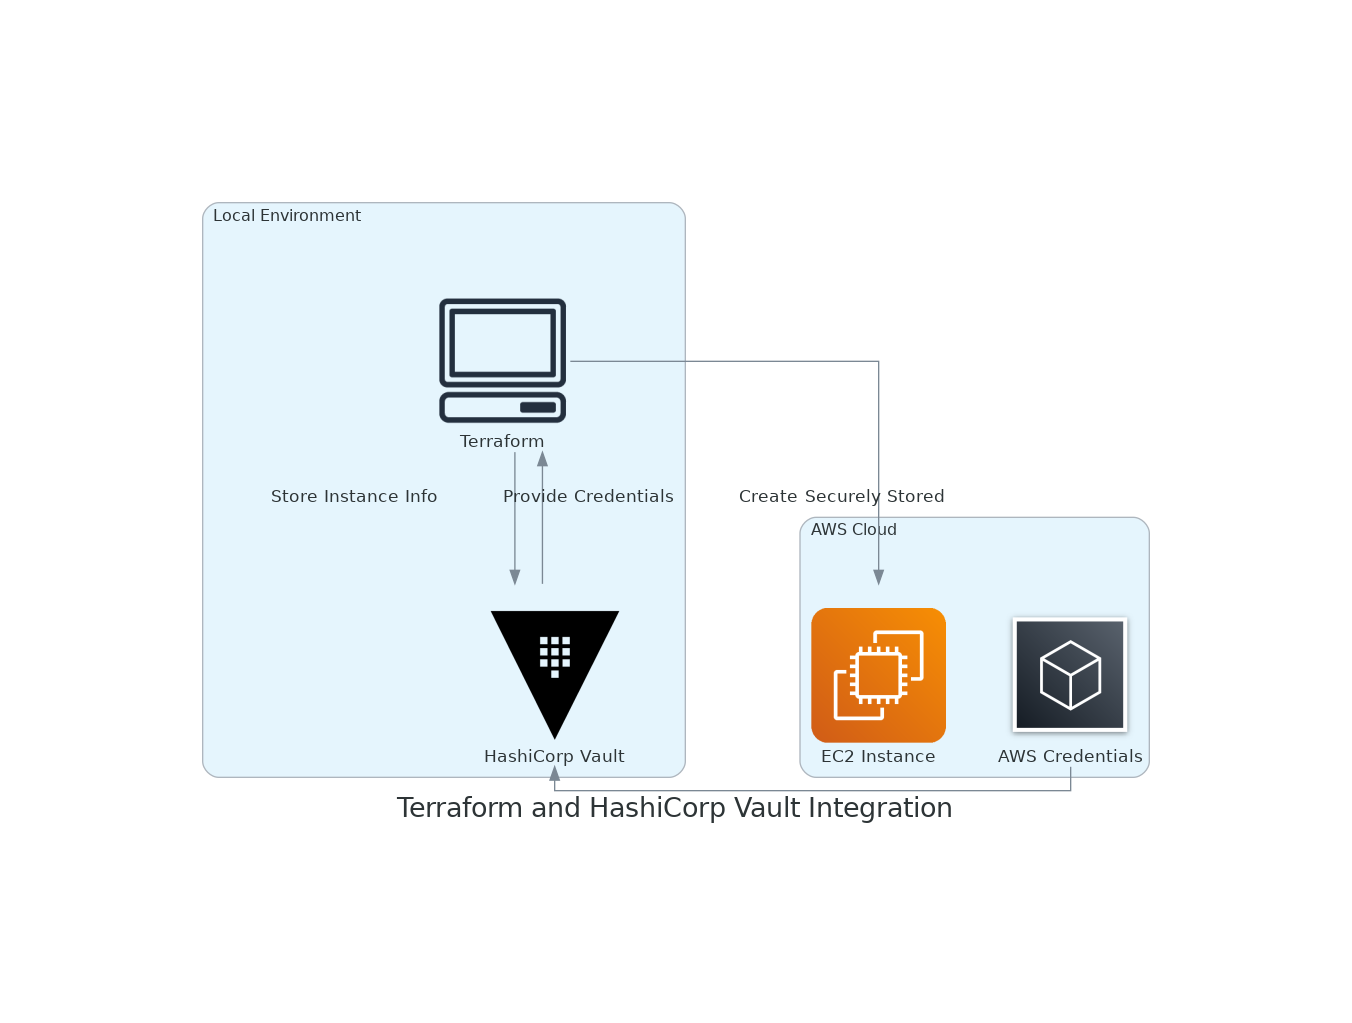 Local Environment
Terraform
Store Instance Info
Provide Credentials
Create
Securely Stored
AWS Cloud
HashiCorp Vault
EC2 Instance
AWS Credentials
Terraform and HashiCorp Vault Integration